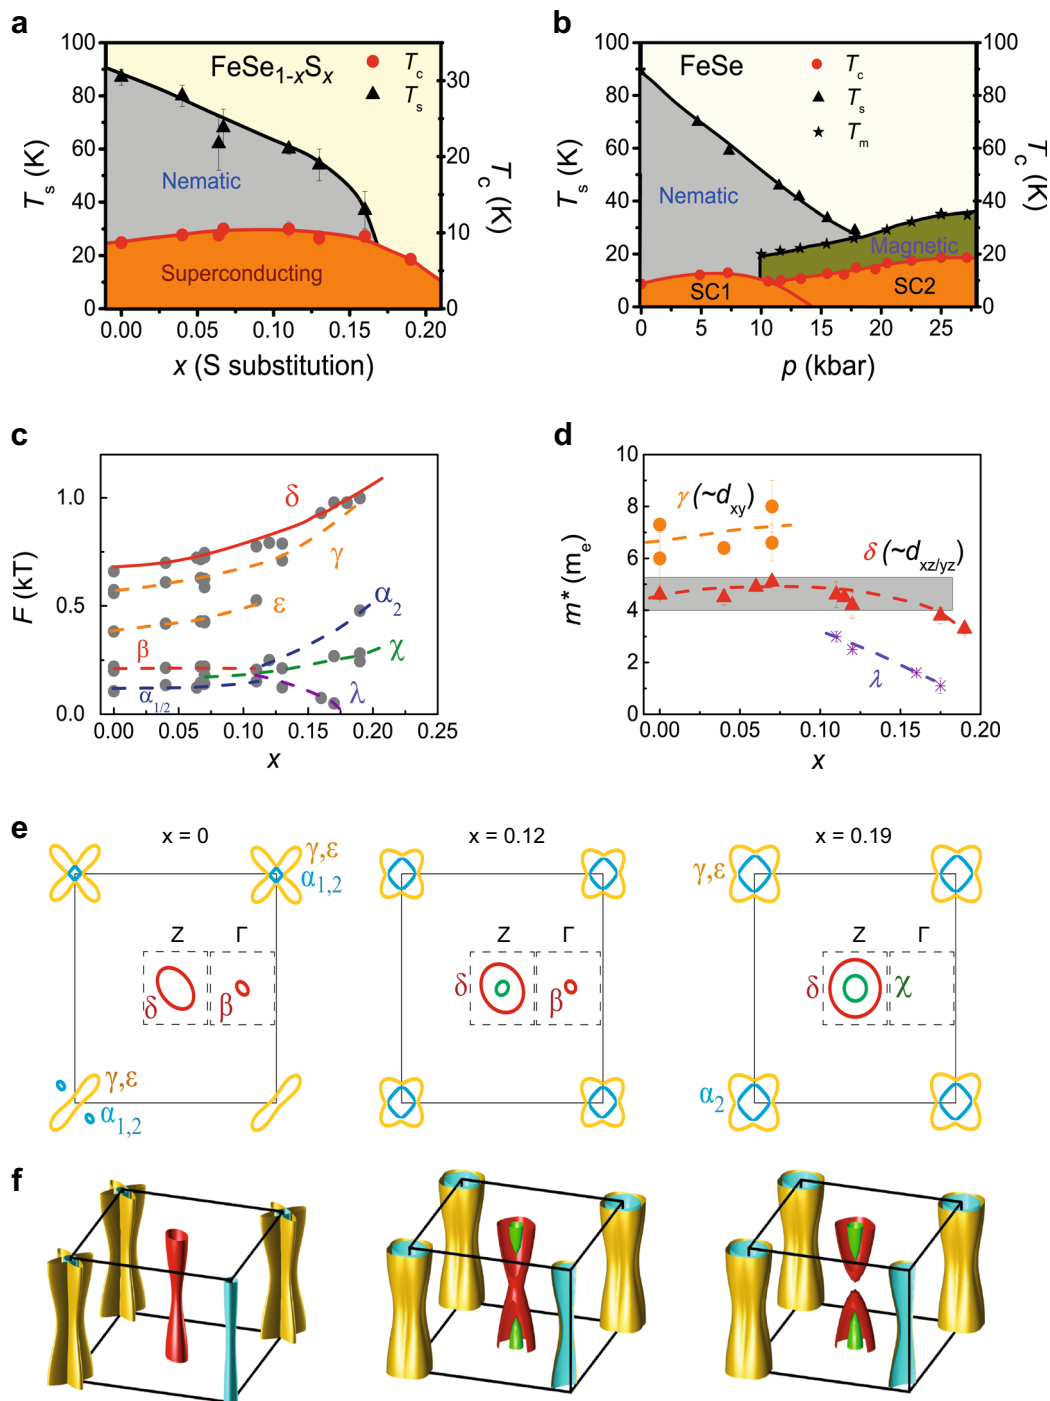 a
FeSe1-xSx
Tc
Ts
Nematic
Superconducting
100
80
60
40
20
0
30
20
10
0
Ts (K)
Tc (K)
0.00 0.05 0.10 0.15 0.20
x (S substitution)
b
FeSe
Tc
Ts
Tm
Nematic
Magnetic
SC1
SC2
100
80
60
40
20
0
100
80
60
40
20
0
Ts (K)
Tc (K)
0 5 10 15 20 25
p (kbar)
c
δ
γ
ε
α2
β
χ
α1/2
λ
1.0
0.5
0.0
F (kT)
0.00 0.05 0.10 0.15 0.20 0.25
x
d
γ (~dxy)
δ (~dxz/yz)
λ
10
8
6
4
2
0
m* (me)
0.00 0.05 0.10 0.15 0.20
x
e
x = 0
x = 0.12
x = 0.19
γ,ε
α1,2
Z Γ
δ
β
γ,ε
α1,2
Z Γ
δ
β
γ,ε
Z Γ
δ
χ
α2
f